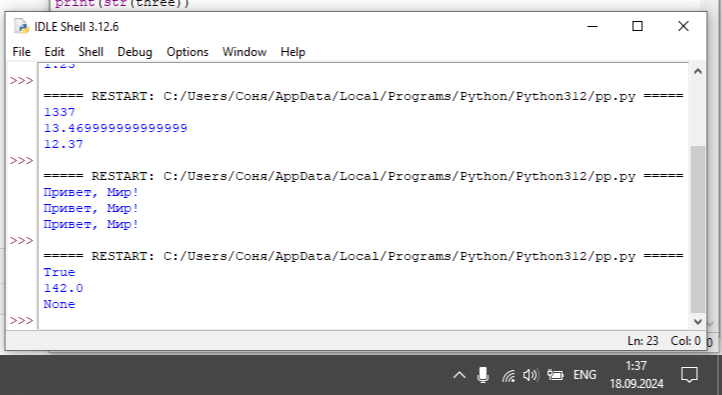 print(str(three))
IDLE Shell 3.12.6
File Edit Shell Debug Options Window Help
1.23
>>>
===== RESTART: C:/Users/Соня/AppData/Local/Programs/Python/Python312/pp.py =====
1337
13.469999999999999
12.37
>>>
===== RESTART: C:/Users/Соня/AppData/Local/Programs/Python/Python312/pp.py =====
Привет, Мир!
Привет, Мир!
Привет, Мир!
>>>
===== RESTART: C:/Users/Соня/AppData/Local/Programs/Python/Python312/pp.py =====
True
142.0
None
>>>
Ln: 23 Col: 0
0
ENG
1:37
18.09.2024